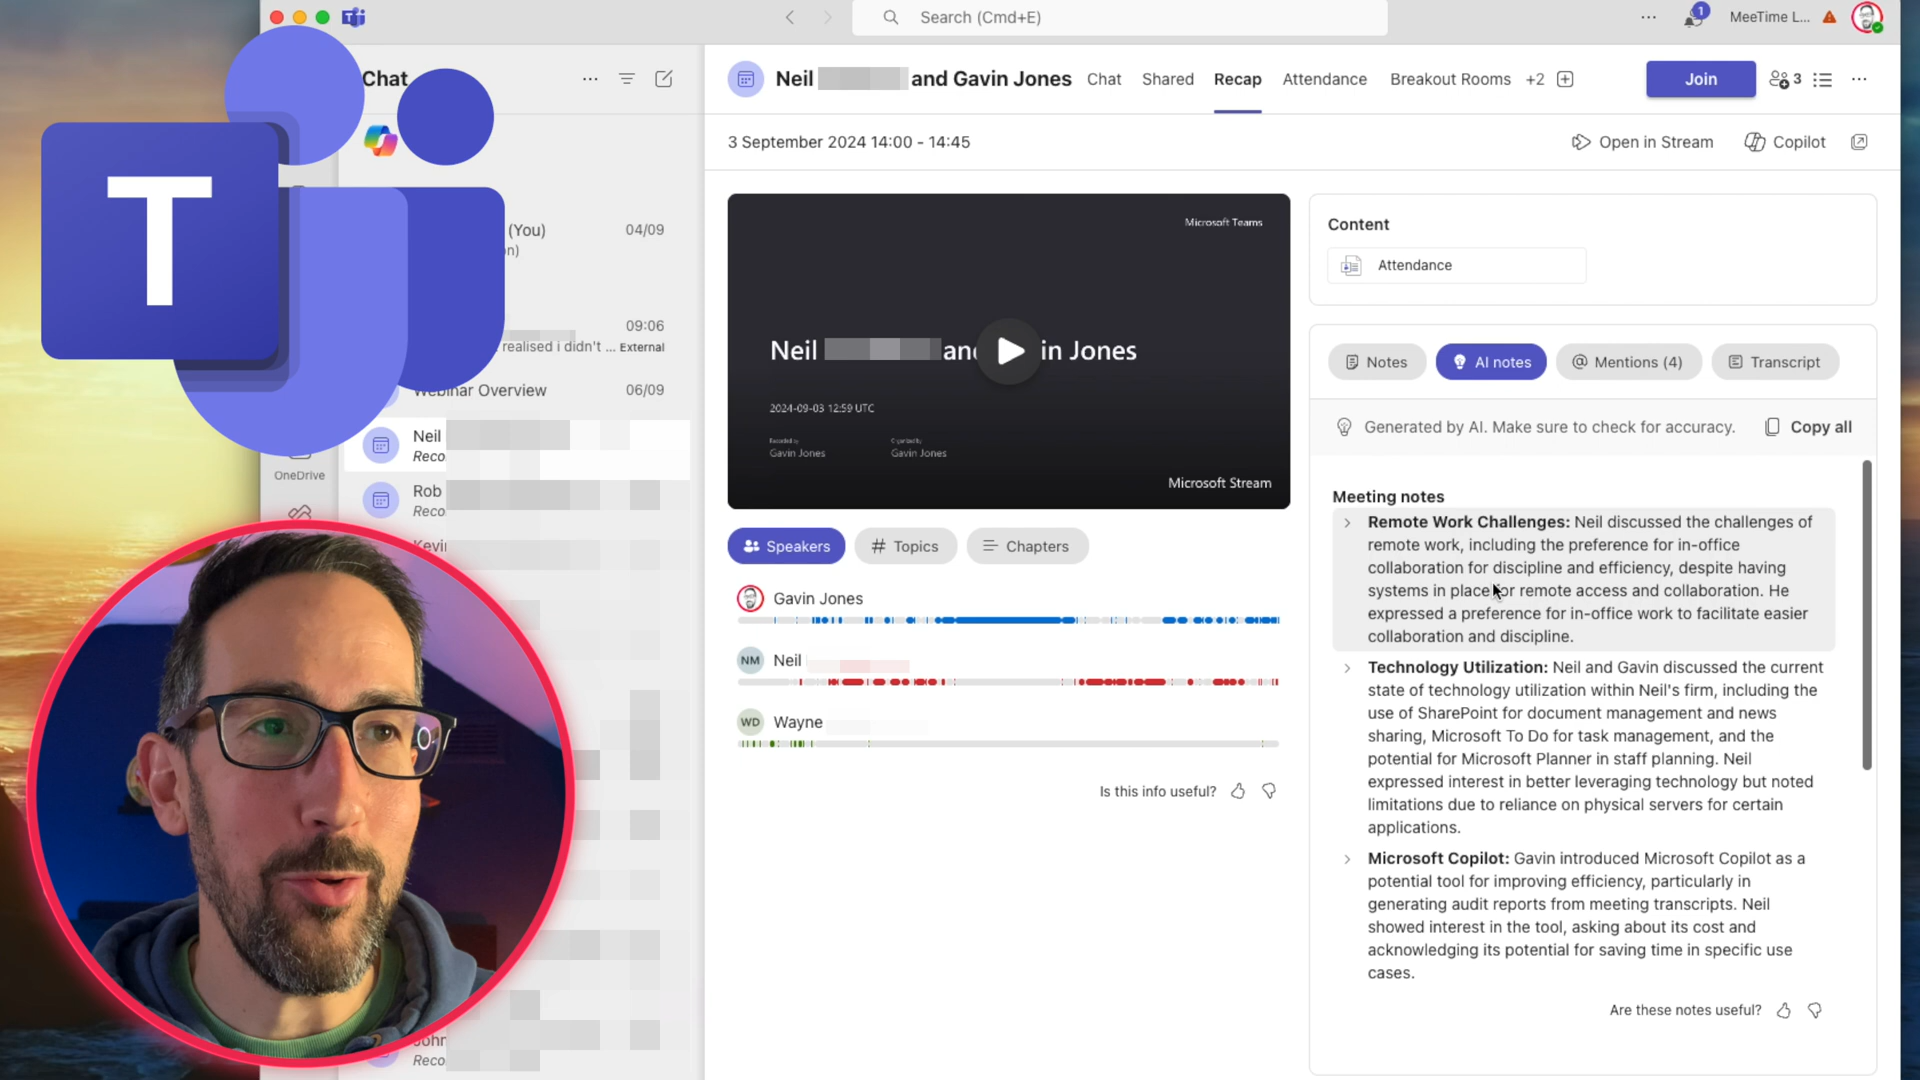 Search (Cmd+E)
1
MeeTime L...
T
Chat
Neil and Gavin Jones
Chat
Shared
Recap
Attendance
Breakout Rooms
+2
Join
3
3 September 2024 14:00 - 14:45
Open in Stream
Copilot
(You)
04/09
09:06
realised i didn't ...
External
Webinar Overview
06/09
Neil
Reco
OneDrive
Rob
Reco
Kevi
John
Reco
Microsoft Teams
Neil and in Jones
2024-09-03 12:59 UTC
Recorded by
Organized by
Gavin Jones
Gavin Jones
Microsoft Stream
Speakers
Topics
Chapters
Gavin Jones
NM
Neil
WD
Wayne
Is this info useful?
Content
Attendance
Notes
AI notes
Mentions (4)
Transcript
Generated by AI. Make sure to check for accuracy.
Copy all
Meeting notes
Remote Work Challenges: Neil discussed the challenges of
remote work, including the preference for in-office
collaboration for discipline and efficiency, despite having
systems in place or remote access and collaboration. He
expressed a preference for in-office work to facilitate easier
collaboration and discipline.
Technology Utilization: Neil and Gavin discussed the current
state of technology utilization within Neil's firm, including the
use of SharePoint for document management and news
sharing, Microsoft To Do for task management, and the
potential for Microsoft Planner in staff planning. Neil
expressed interest in better leveraging technology but noted
limitations due to reliance on physical servers for certain
applications.
Microsoft Copilot: Gavin introduced Microsoft Copilot as a
potential tool for improving efficiency, particularly in
generating audit reports from meeting transcripts. Neil
showed interest in the tool, asking about its cost and
acknowledging its potential for saving time in specific use
cases.
Are these notes useful?